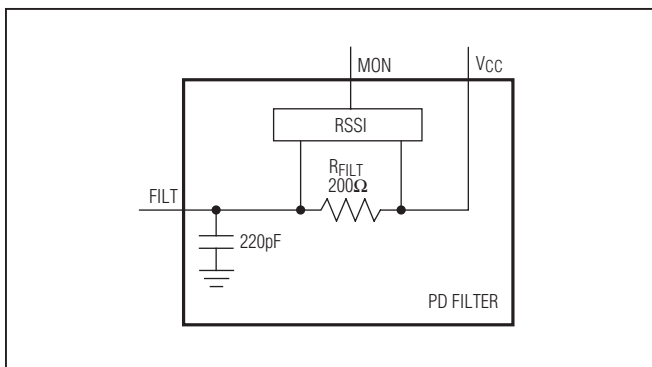 MON
VCC
RSSI
RFILT
200Ω
FILT
220pF
PD FILTER